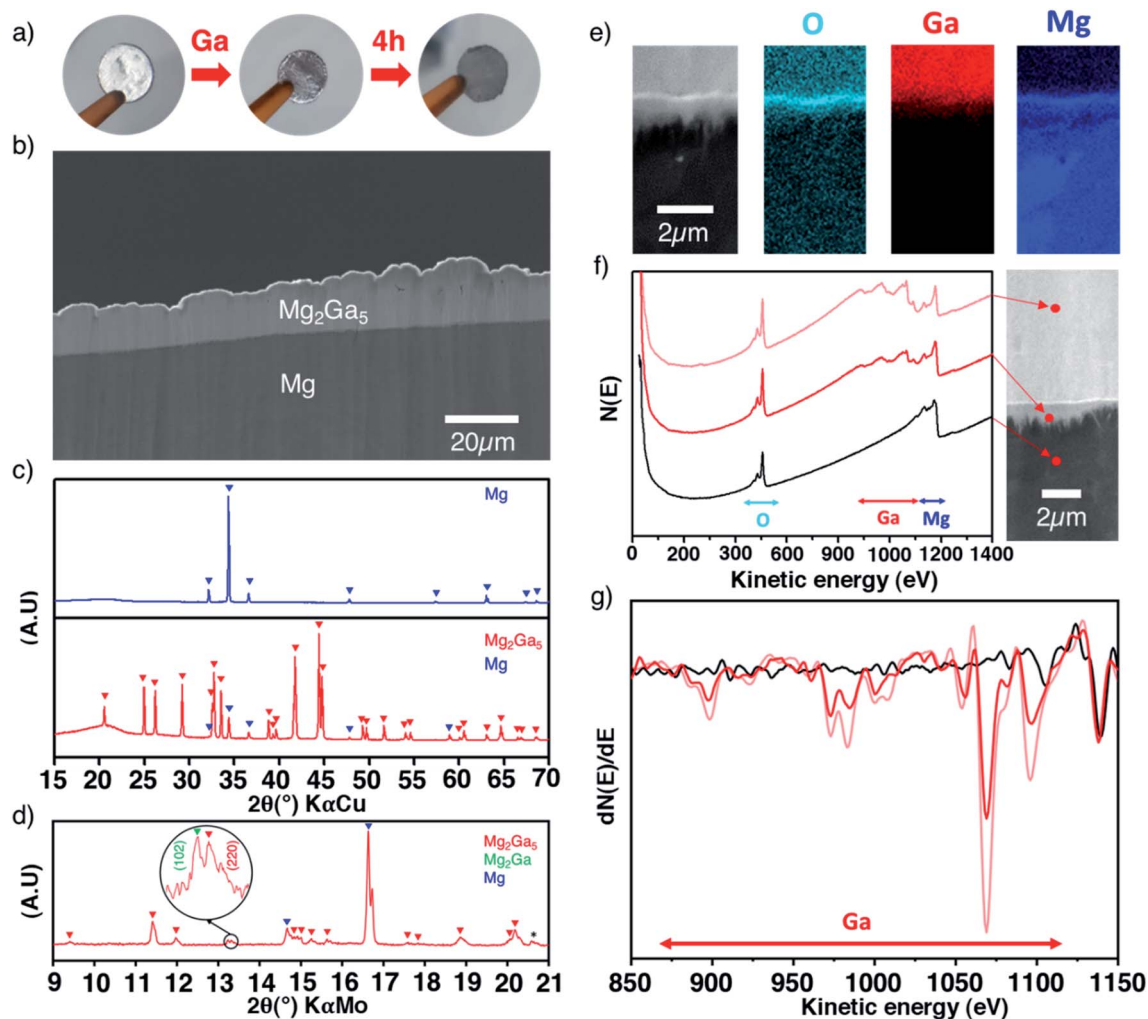 a)
Ga
4h
b)
Mg₂Ga₅
Mg
20µm
c)
Mg
Mg₂Ga₅
Mg
(A.U)
15 20 25 30 35 40 45 50 55 60 65 70
2θ(°) KαCu
d)
(102)
(220)
Mg₂Ga₅
Mg₂Ga
Mg
*
(A.U)
9 10 11 12 13 14 15 16 17 18 19 20 21
2θ(°) KαMo
e)
O Ga Mg
2µm
f)
N(E)
O
Ga
Mg
0 200 300 600 800 1000 1200 1400
Kinetic energy (eV)
2µm
g)
dN(E)/dE
Ga
850 900 950 1000 1050 1100 1150
Kinetic energy (eV)